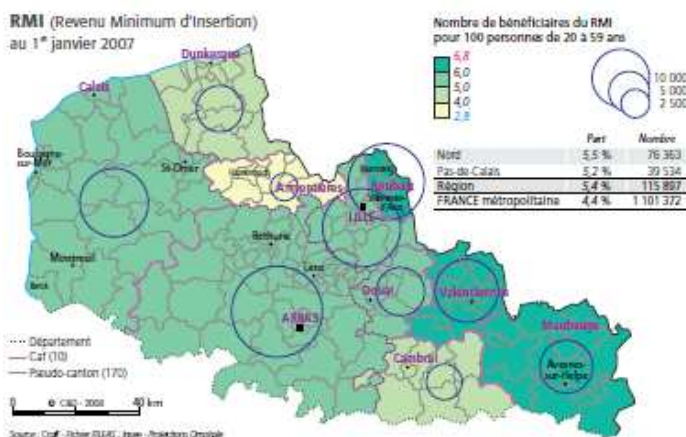 RMI (Revenu Minimum d'Insertion)
au 1er janvier 2007
Nombre de bénéficiaires du RMI
pour 100 personnes de 20 à 59 ans
6,8
6,0
5,0
4,0
2,8
10 000
5 000
2 500
Part Nombre
Nord 5,5 % 76 363
Pas-de-Calais 5,2 % 39 534
Région 5,4 % 115 897
FRANCE métropolitaine 4,4 % 1 101 372
Dunkerque
Calais
Boulogne-
sur-Mer
St-Omer
Armentières
Roubaix
LILLE
Montreuil
Berck
Béthune
Lens
Douai
Valenciennes
ARRAS
Maubeuge
Cambrai
Avesnes-
sur-Helpe
Département
Caf (10)
Pseudo-canton (170)
0 40 km
2008